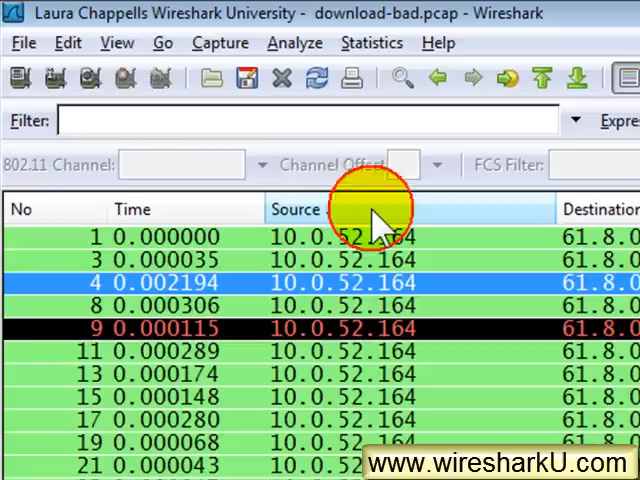 Laura Chappells Wireshark University - download-bad.pcap - Wireshark
File Edit View Go Capture Analyze Statistics Help
Filter: Expre
802.11 Channel: Channel Offset: FCS Filter:
No Time Source Destination
1 0.000000 10.0.52.164 61.8.0
3 0.000035 10.0.52.164 61.8.0
4 0.002194 10.0.52.164 61.8.0
8 0.000306 10.0.52.164 61.8.0
9 0.000115 10.0.52.164 61.8.0
11 0.000289 10.0.52.164 61.8.0
13 0.000174 10.0.52.164 61.8.0
15 0.000148 10.0.52.164 61.8.0
17 0.000280 10.0.52.164 61.8.0
19 0.000068 10.0.52.164 61.8.0
21 0.000043 10.0.52.164
www.wiresharkU.com